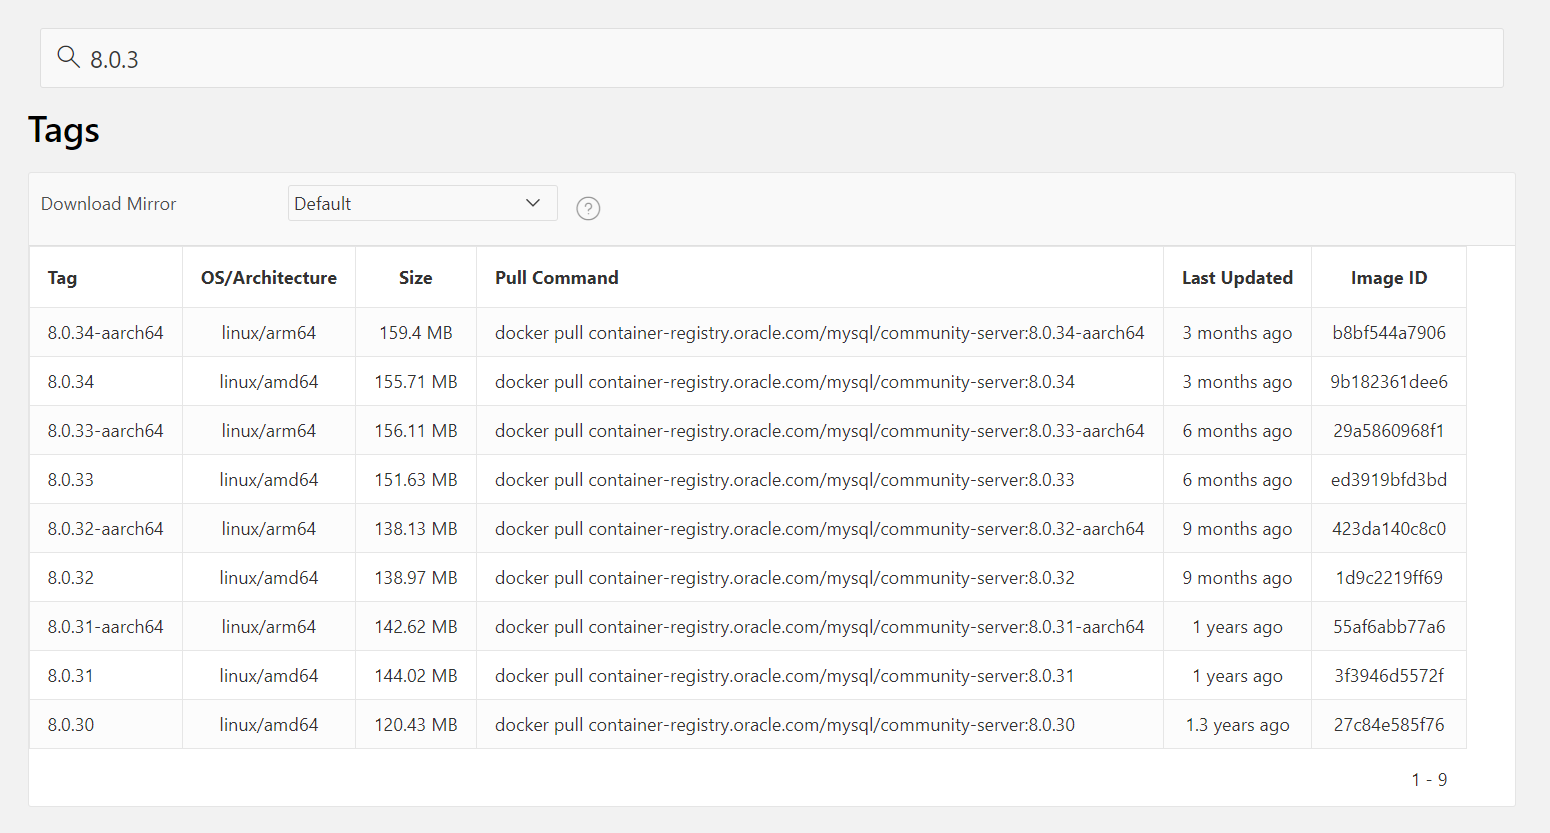 8.0.3
Tags
Download Mirror Default ?
Tag OS/Architecture Size Pull Command Last Updated Image ID
8.0.34-aarch64 linux/arm64 159.4 MB docker pull container-registry.oracle.com/mysql/community-server:8.0.34-aarch64 3 months ago b8bf544a7906
8.0.34 linux/amd64 155.71 MB docker pull container-registry.oracle.com/mysql/community-server:8.0.34 3 months ago 9b182361dee6
8.0.33-aarch64 linux/arm64 156.11 MB docker pull container-registry.oracle.com/mysql/community-server:8.0.33-aarch64 6 months ago 29a5860968f1
8.0.33 linux/amd64 151.63 MB docker pull container-registry.oracle.com/mysql/community-server:8.0.33 6 months ago ed3919bfd3bd
8.0.32-aarch64 linux/arm64 138.13 MB docker pull container-registry.oracle.com/mysql/community-server:8.0.32-aarch64 9 months ago 423da140c8c0
8.0.32 linux/amd64 138.97 MB docker pull container-registry.oracle.com/mysql/community-server:8.0.32 9 months ago 1d9c2219ff69
8.0.31-aarch64 linux/arm64 142.62 MB docker pull container-registry.oracle.com/mysql/community-server:8.0.31-aarch64 1 years ago 55af6abb77a6
8.0.31 linux/amd64 144.02 MB docker pull container-registry.oracle.com/mysql/community-server:8.0.31 1 years ago 3f3946d5572f
8.0.30 linux/amd64 120.43 MB docker pull container-registry.oracle.com/mysql/community-server:8.0.30 1.3 years ago 27c84e585f76
1 - 9